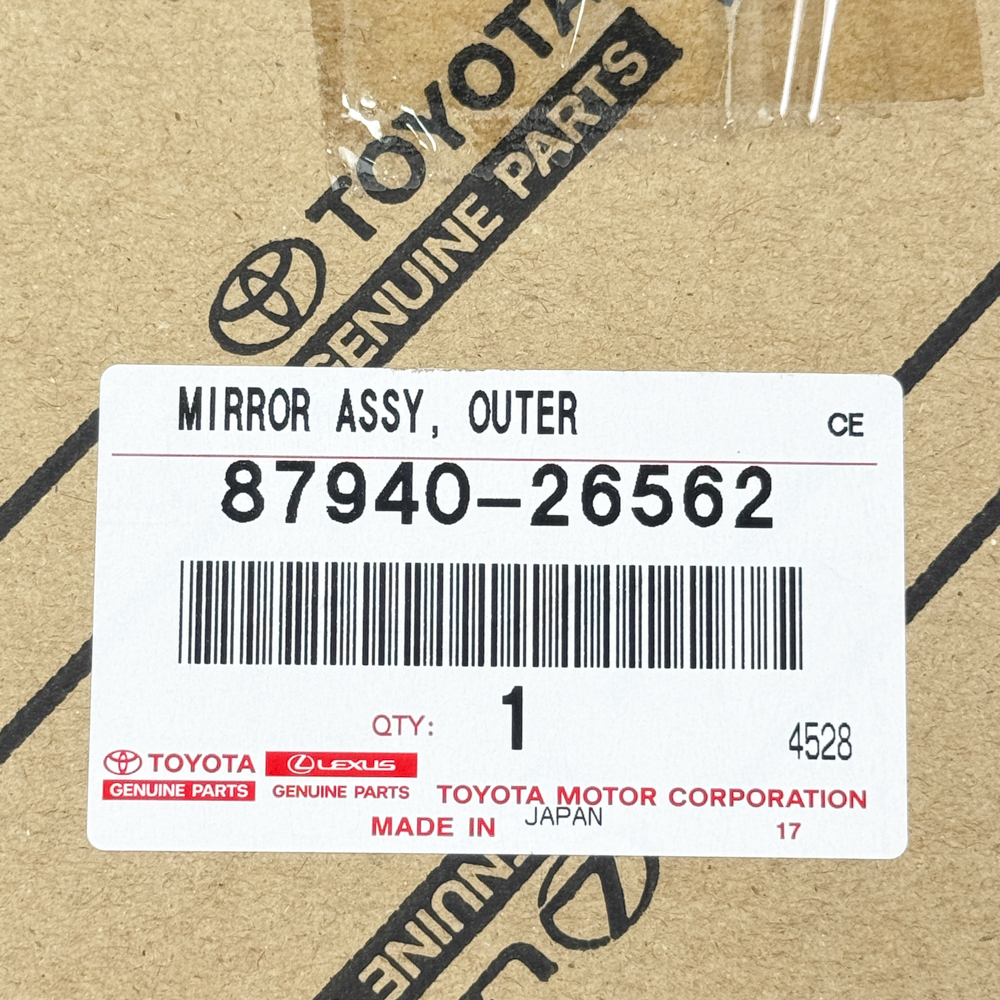 TOYOTA
GENUINE PARTS
MIRROR ASSY, OUTER
CE
87940-26562
QTY: 1
4528
TOYOTA
GENUINE PARTS
LEXUS
GENUINE PARTS
TOYOTA MOTOR CORPORATION
MADE IN JAPAN
17
GENUINE